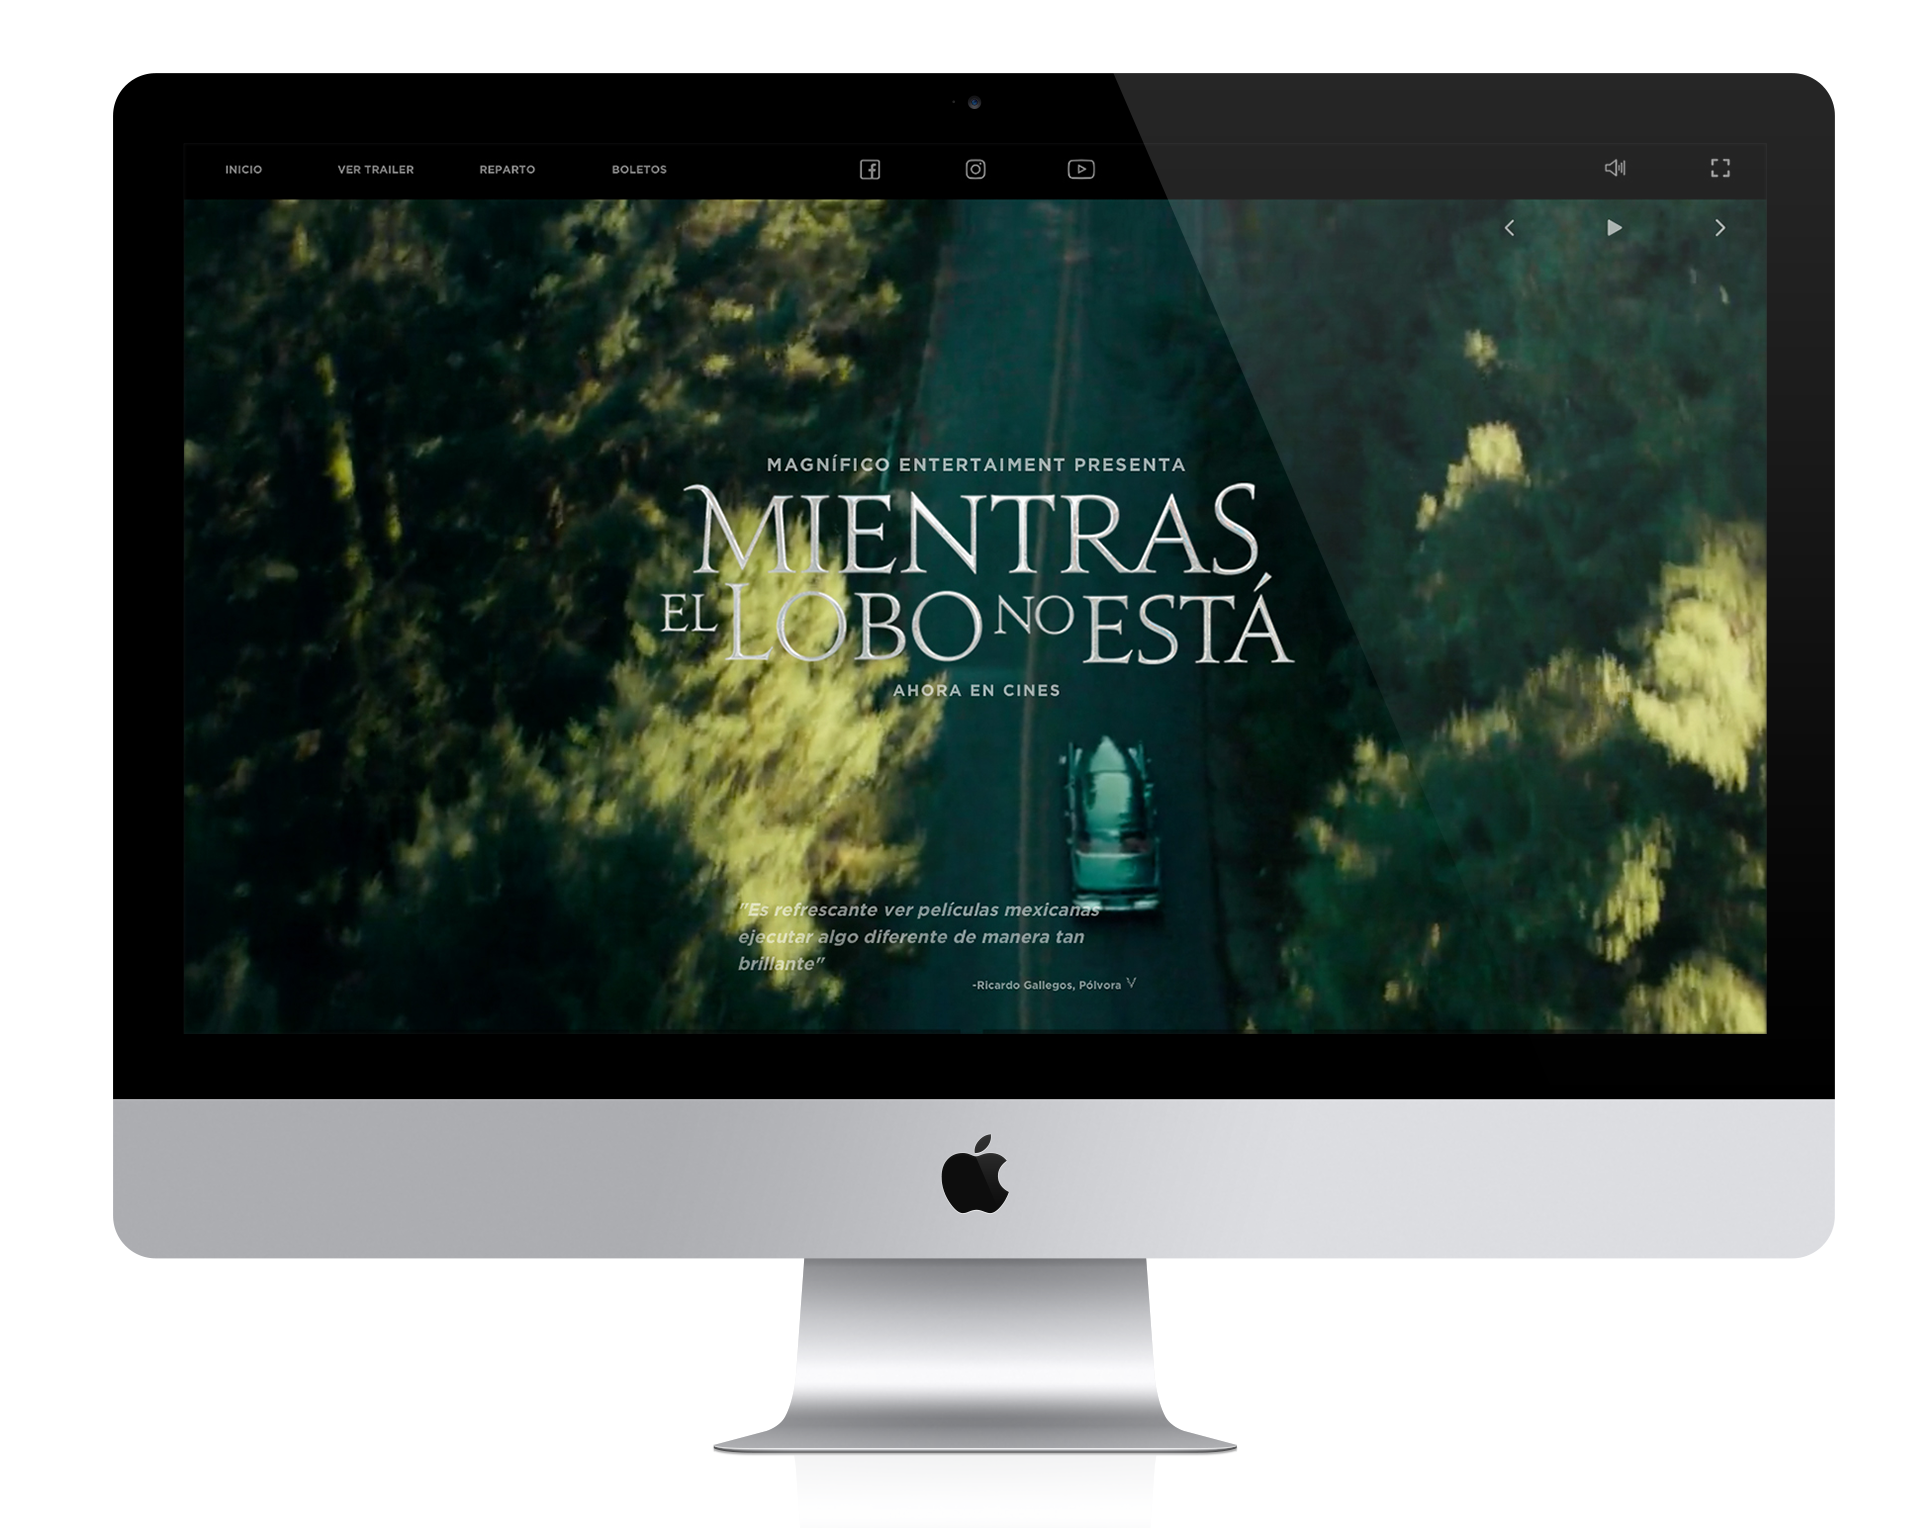 INICIO VER TRAILER REPARTO BOLETOS
MAGNÍFICO ENTERTAIMENT PRESENTA
MIENTRAS
EL LOBO NO ESTÁ
AHORA EN CINES
"Es refrescante ver películas mexicanas
ejecutar algo diferente de manera tan
brillante"
-Ricardo Gallegos, Pólvora